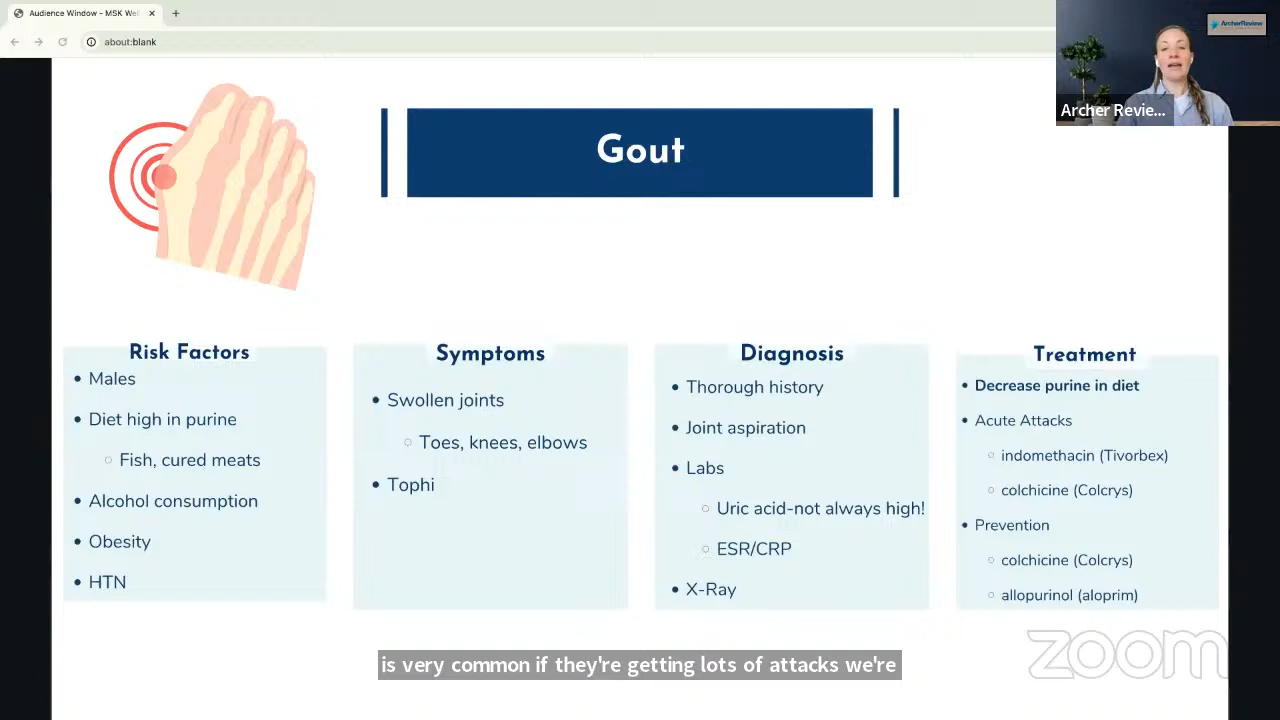 Audience Window - MSK Wel
about:blank
ArcherReview
Archer Revie...
Gout
Risk Factors
• Males
• Diet high in purine
○ Fish, cured meats
• Alcohol consumption
• Obesity
• HTN
Symptoms
• Swollen joints
○ Toes, knees, elbows
• Tophi
Diagnosis
• Thorough history
• Joint aspiration
• Labs
○ Uric acid-not always high!
○ ESR/CRP
• X-Ray
Treatment
• Decrease purine in diet
• Acute Attacks
○ indomethacin (Tivorbex)
○ colchicine (Colcrys)
• Prevention
○ colchicine (Colcrys)
○ allopurinol (aloprim)
zoom
is very common if they're getting lots of attacks we're